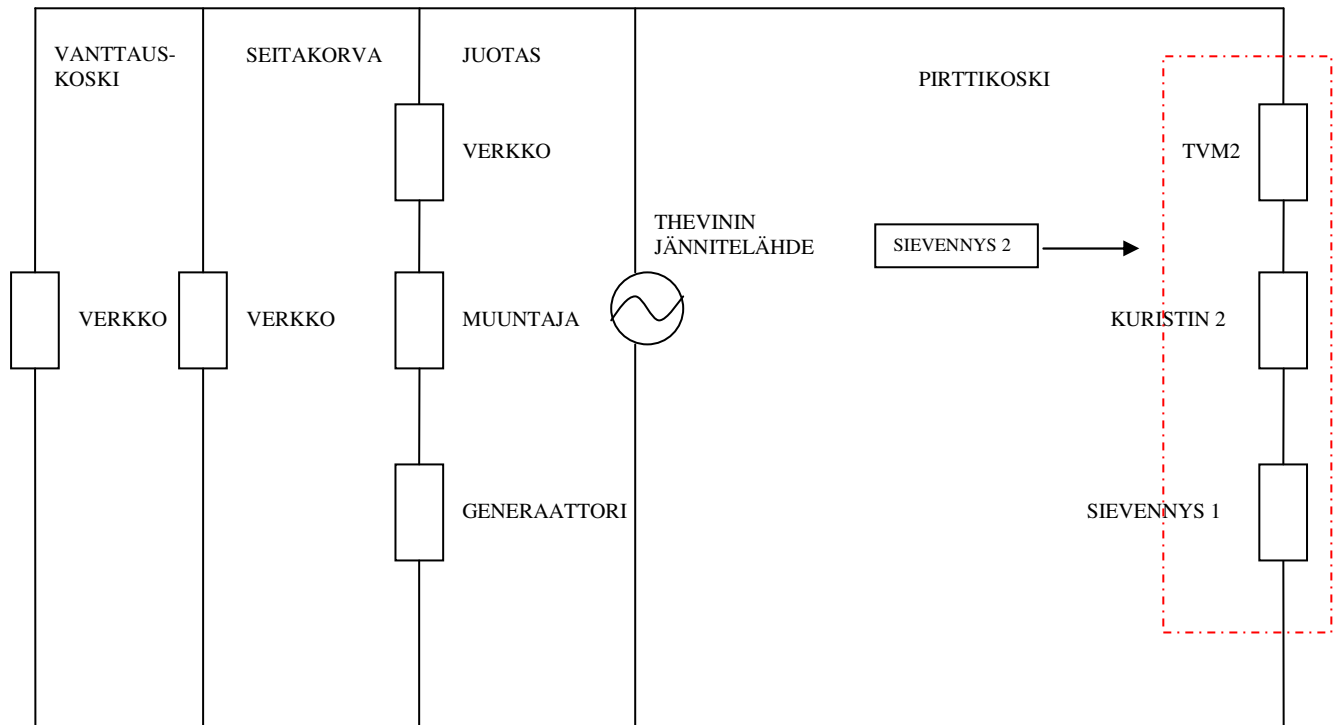 VANTTAUS-
KOSKI
SEITAKORVA
JUOTAS
PIRTTIKOSKI
VERKKO
TVM2
THEVININ
JÄNNITELÄHDE
SIEVENNYS 2
VERKKO
VERKKO
MUUNTAJA
KURISTIN 2
GENERAATTORI
SIEVENNYS 1